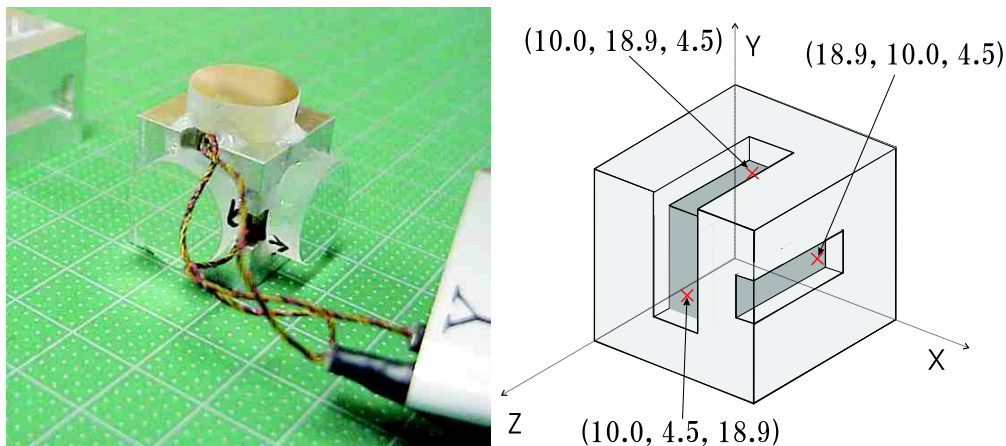 (10.0, 18.9, 4.5)
Y
(18.9, 10.0, 4.5)
X
Z
(10.0, 4.5, 18.9)
Y